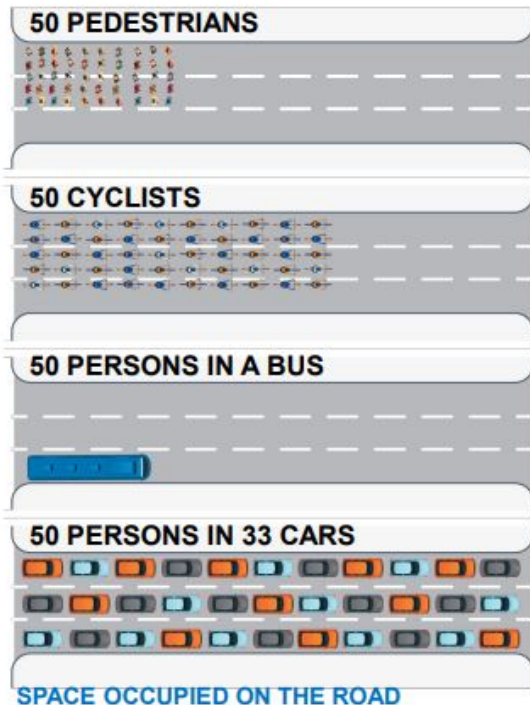 50 PEDESTRIANS
50 CYCLISTS
50 PERSONS IN A BUS
50 PERSONS IN 33 CARS
SPACE OCCUPIED ON THE ROAD